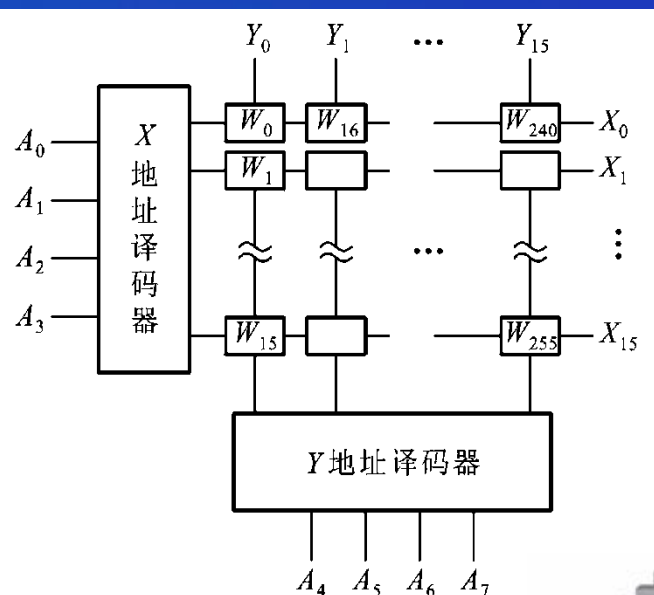 Y₀ Y₁ ··· Y₁₅
X地址译码器
W₀ W₁₆ W₂₄₀ X₀
A₀
W₁ X₁
A₁
A₂ ··· ⋮
A₃
W₁₅ W₂₅₅ X₁₅
Y地址译码器
A₄ A₅ A₆ A₇